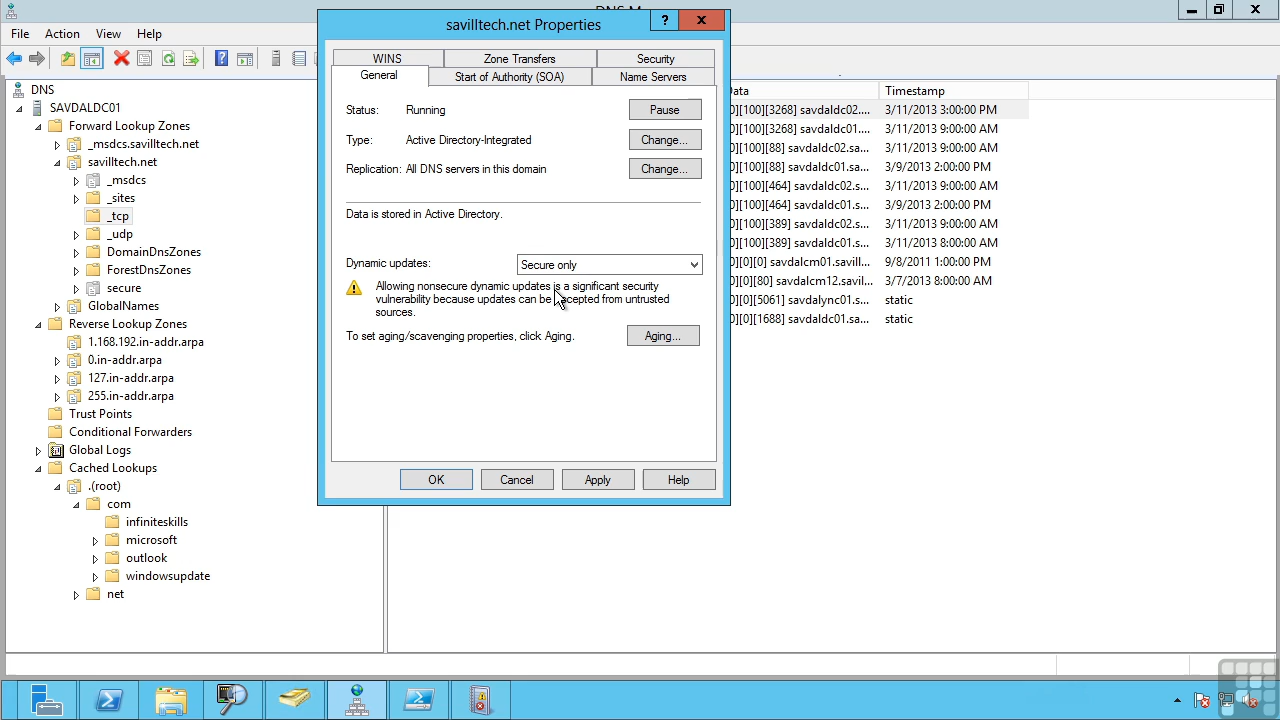 DNS M
File Action View Help
DNS
SAVDALDC01
Forward Lookup Zones
_msdcs.savilltech.net
savilltech.net
_msdcs
_sites
_tcp
_udp
DomainDnsZones
ForestDnsZones
secure
GlobalNames
Reverse Lookup Zones
1.168.192.in-addr.arpa
0.in-addr.arpa
127.in-addr.arpa
255.in-addr.arpa
Trust Points
Conditional Forwarders
Global Logs
Cached Lookups
.(root)
com
infiniteskills
microsoft
outlook
windowsupdate
net
savilltech.net Properties
? x
WINS Zone Transfers Security
General Start of Authority (SOA) Name Servers
Status: Running Pause
Type: Active Directory-Integrated Change...
Replication: All DNS servers in this domain Change...
Data is stored in Active Directory.
Dynamic updates: Secure only
Allowing nonsecure dynamic updates is a significant security
vulnerability because updates can be accepted from untrusted
sources.
To set aging/scavenging properties, click Aging. Aging...
OK Cancel Apply Help
Data Timestamp
0][100][3268] savdaldc02.... 3/11/2013 3:00:00 PM
0][100][3268] savdaldc01.... 3/11/2013 9:00:00 AM
0][100][88] savdaldc02.sa... 3/11/2013 9:00:00 AM
0][100][88] savdaldc01.sa... 3/9/2013 2:00:00 PM
0][100][464] savdaldc02.s... 3/11/2013 9:00:00 AM
0][100][464] savdaldc01.s... 3/9/2013 2:00:00 PM
0][100][389] savdaldc02.s... 3/11/2013 9:00:00 AM
0][100][389] savdaldc01.s... 3/11/2013 8:00:00 AM
0][0][0] savdalcm01.savill... 9/8/2011 1:00:00 PM
0][0][80] savdalcm12.savil... 3/7/2013 8:00:00 AM
0][0][5061] savdalync01.s... static
0][0][1688] savdaldc01.sa... static